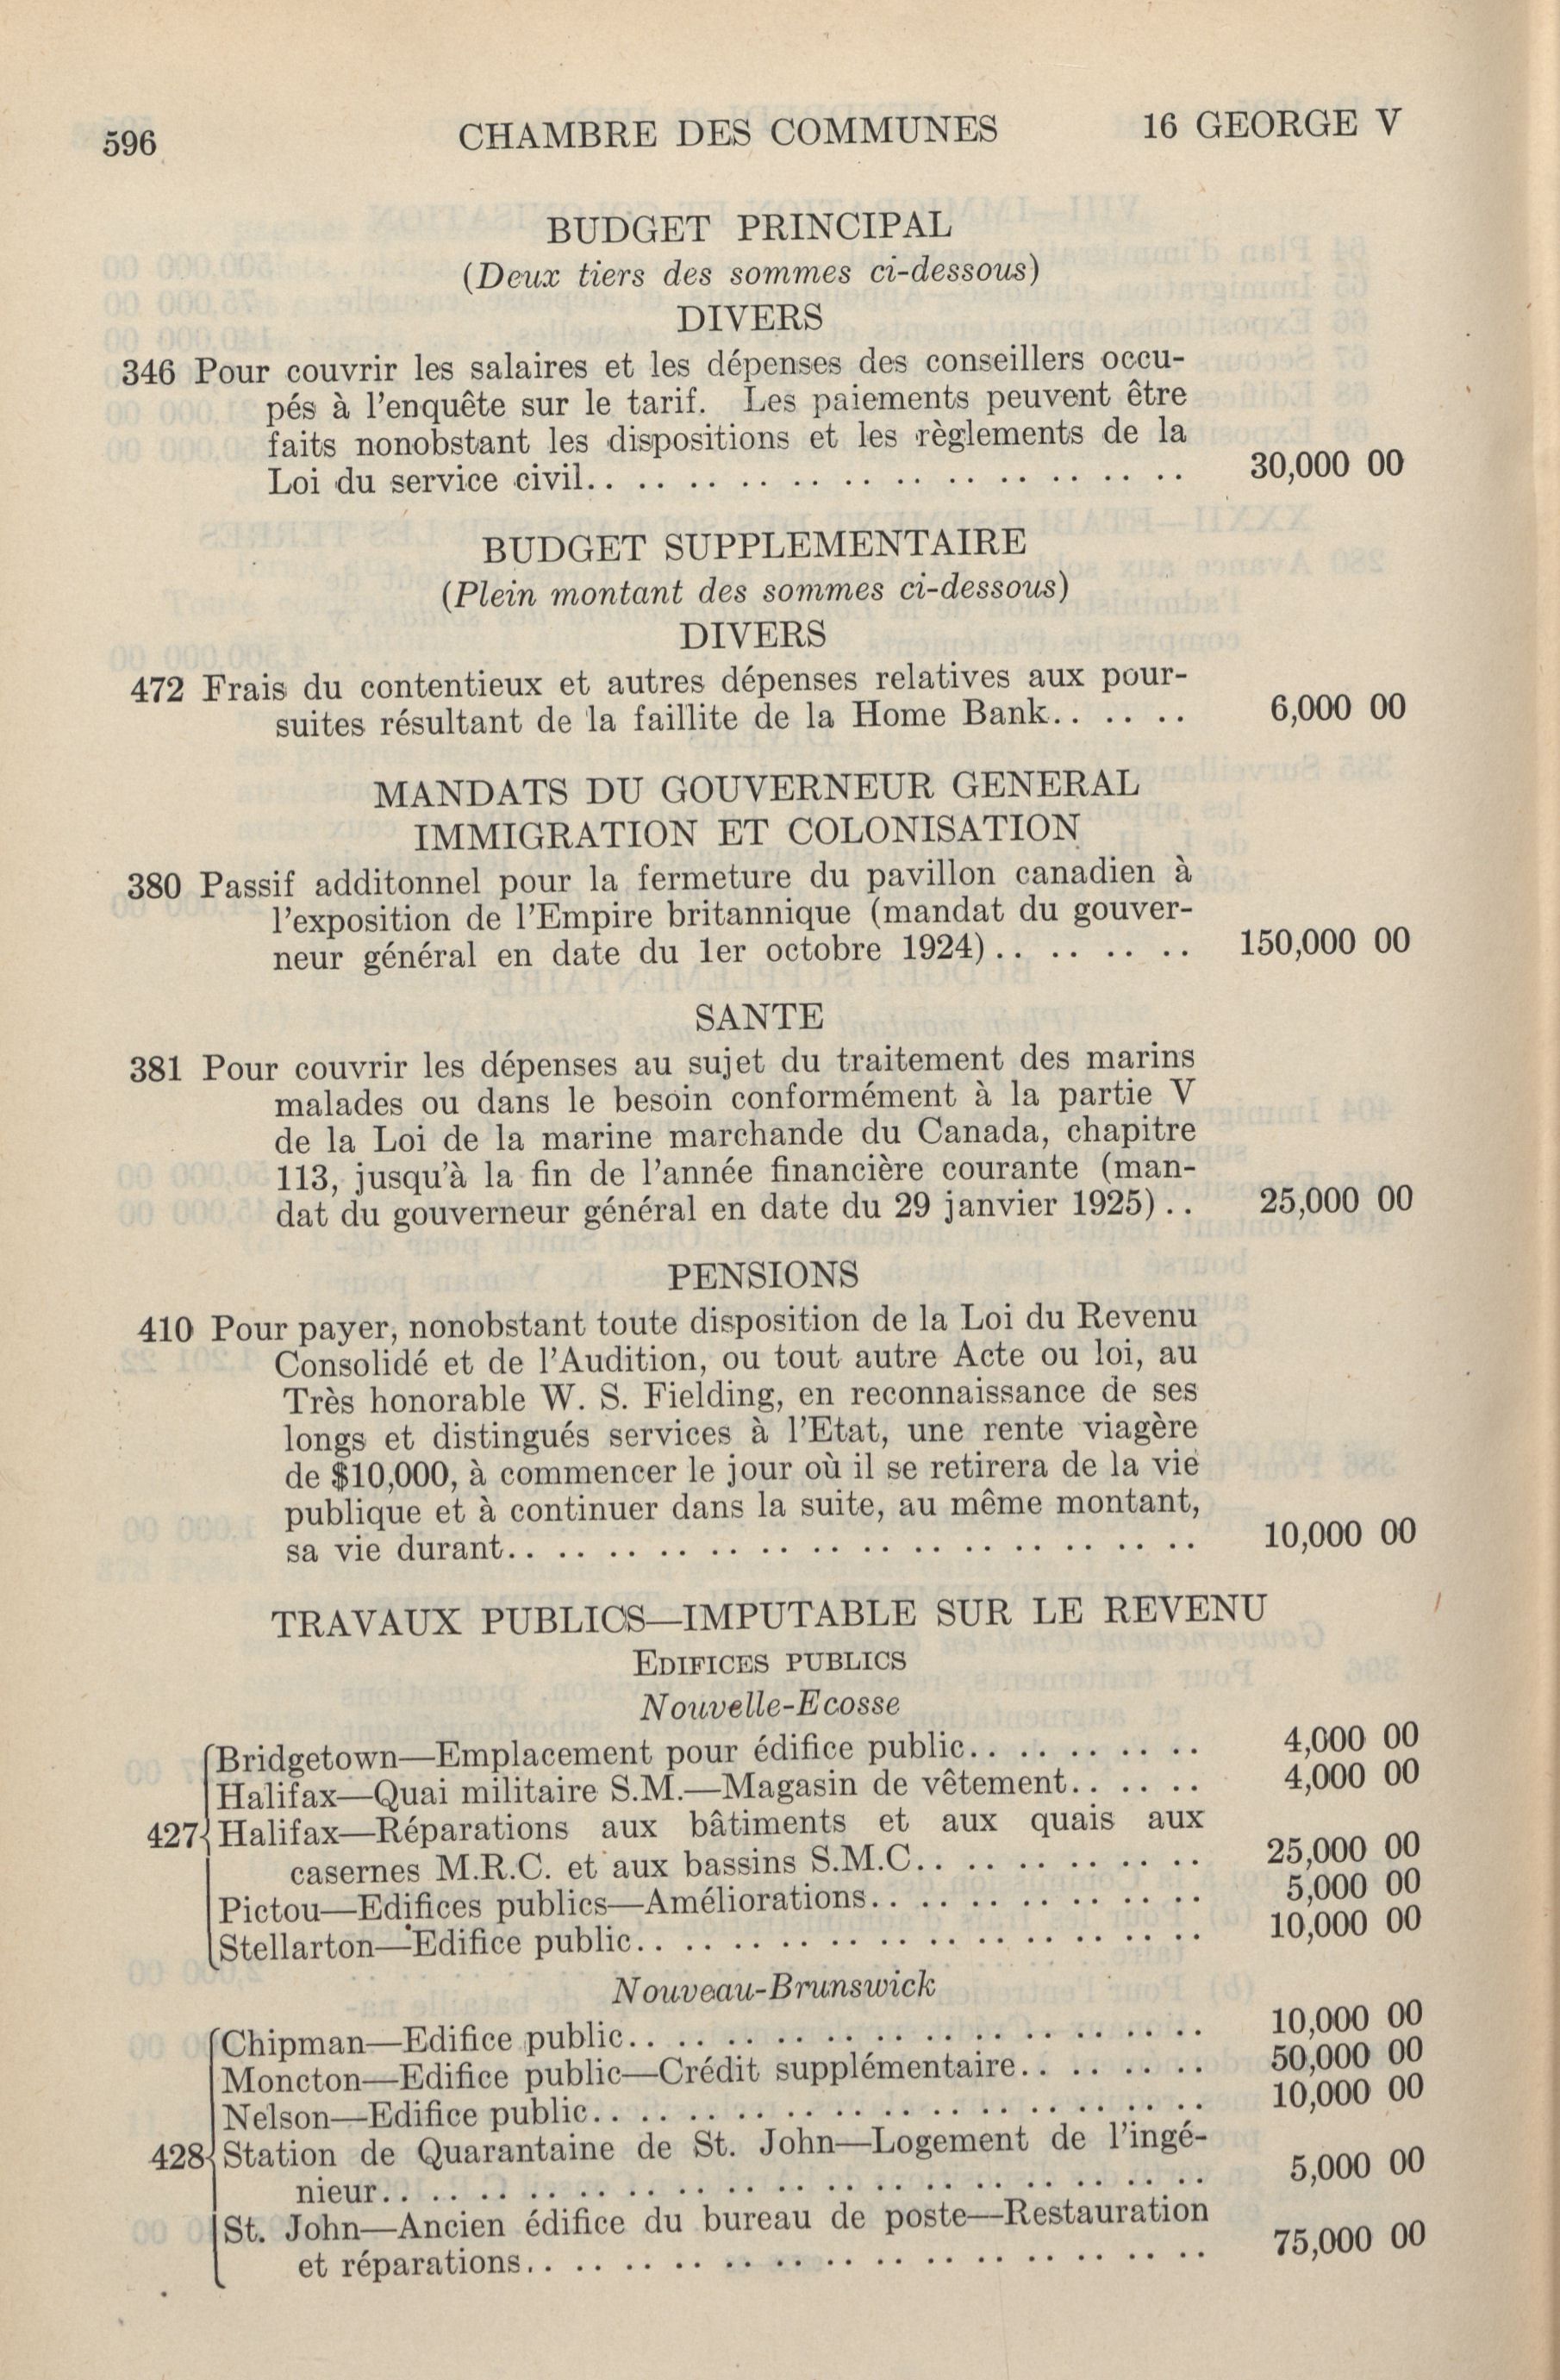 596 CHAMBRE DES COMMUNES 16 GEORGE V
BUDGET PRINCIPAL
(Deux tiers des sommes ci-dessous)
DIVERS
346 Pour couvrir les salaires et les dépenses des conseillers occu-
pés à l'enquête sur le tarif. Les paiements peuvent être
faits nonobstant les dispositions et les règlements de la
Loi du service civil.. .. .. .. .. .. .. .. .. .. .. .. 30,000 00
BUDGET SUPPLEMENTAIRE
(Plein montant des sommes ci-dessous)
DIVERS
472 Frais du contentieux et autres dépenses relatives aux pour-
suites résultant de la faillite de la Home Bank.. .. .. 6,000 00
MANDATS DU GOUVERNEUR GENERAL
IMMIGRATION ET COLONISATION
380 Passif additonnel pour la fermeture du pavillon canadien à
l'exposition de l'Empire britannique (mandat du gouver-
neur général en date du 1er octobre 1924).. .. .. .. 150,000 00
SANTE
381 Pour couvrir les dépenses au sujet du traitement des marins
malades ou dans le besoin conformément à la partie V
de la Loi de la marine marchande du Canada, chapitre
113, jusqu'à la fin de l'année financière courante (man-
dat du gouverneur général en date du 29 janvier 1925).. 25,000 00
PENSIONS
410 Pour payer, nonobstant toute disposition de la Loi du Revenu
Consolidé et de l'Audition, ou tout autre Acte ou loi, au
Très honorable W. S. Fielding, en reconnaissance de ses
longs et distingués services à l'Etat, une rente viagère
de $10,000, à commencer le jour où il se retirera de la vie
publique et à continuer dans la suite, au même montant,
sa vie durant.. .. .. .. .. .. .. .. .. .. .. .. .. .. 10,000 00
TRAVAUX PUBLICS—IMPUTABLE SUR LE REVENU
EDIFICES PUBLICS
Nouvelle-Ecosse
Bridgetown—Emplacement pour édifice public.. .. .. .. .. 4,000 00
Halifax—Quai militaire S.M.—Magasin de vêtement.. .. .. 4,000 00
427 Halifax—Réparations aux bâtiments et aux quais aux
casernes M.R.C. et aux bassins S.M.C.. .. .. .. .. .. 25,000 00
Pictou—Edifices publics—Améliorations.. .. .. .. .. .. .. 5,000 00
Stellarton—Edifice public.. .. .. .. .. .. .. .. .. .. .. .. 10,000 00
Nouveau-Brunswick
Chipman—Edifice public.. .. .. .. .. .. .. .. .. .. .. .. 10,000 00
Moncton—Edifice public—Crédit supplémentaire.. .. .. .. 50,000 00
Nelson—Edifice public.. .. .. .. .. .. .. .. .. .. .. .. .. 10,000 00
428 Station de Quarantaine de St. John—Logement de l'ingé-
nieur.. .. .. .. .. .. .. .. .. .. .. .. .. .. .. .. .. 5,000 00
St. John—Ancien édifice du bureau de poste—Restauration
et réparations.. .. .. .. .. .. .. .. .. .. .. .. .. .. 75,000 00